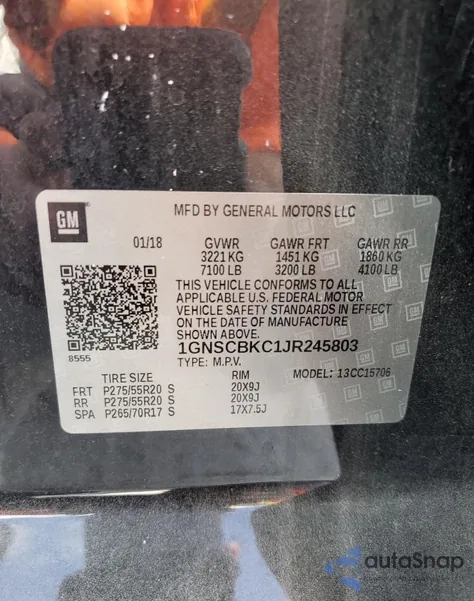 GM
MFD BY GENERAL MOTORS LLC
01/18 GVWR GAWR FRT GAWR RR
3221 KG 1451 KG 1860 KG
7100 LB 3200 LB 4100 LB
THIS VEHICLE CONFORMS TO ALL
APPLICABLE U.S. FEDERAL MOTOR
VEHICLE SAFETY STANDARDS IN EFFECT
ON THE DATE OF MANUFACTURE
SHOWN ABOVE.
8555
1GNSCBKC1JR245803
TYPE: M.P.V. MODEL: 13CC15706
TIRE SIZE RIM
FRT P275/55R20 S 20X9J
RR P275/55R20 S 20X9J
SPA P265/70R17 S 17X7.5J
autaSnap